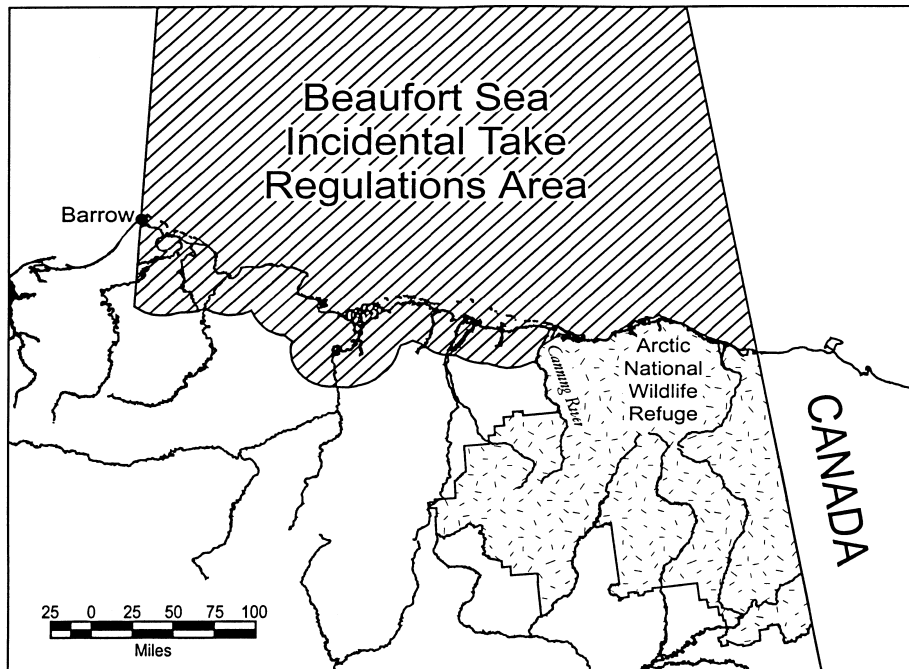 Beaufort Sea
Incidental Take
Regulations Area
Barrow
Canning River
Arctic
National
Wildlife
Refuge
CANADA
25 0 25 50 75 100
Miles